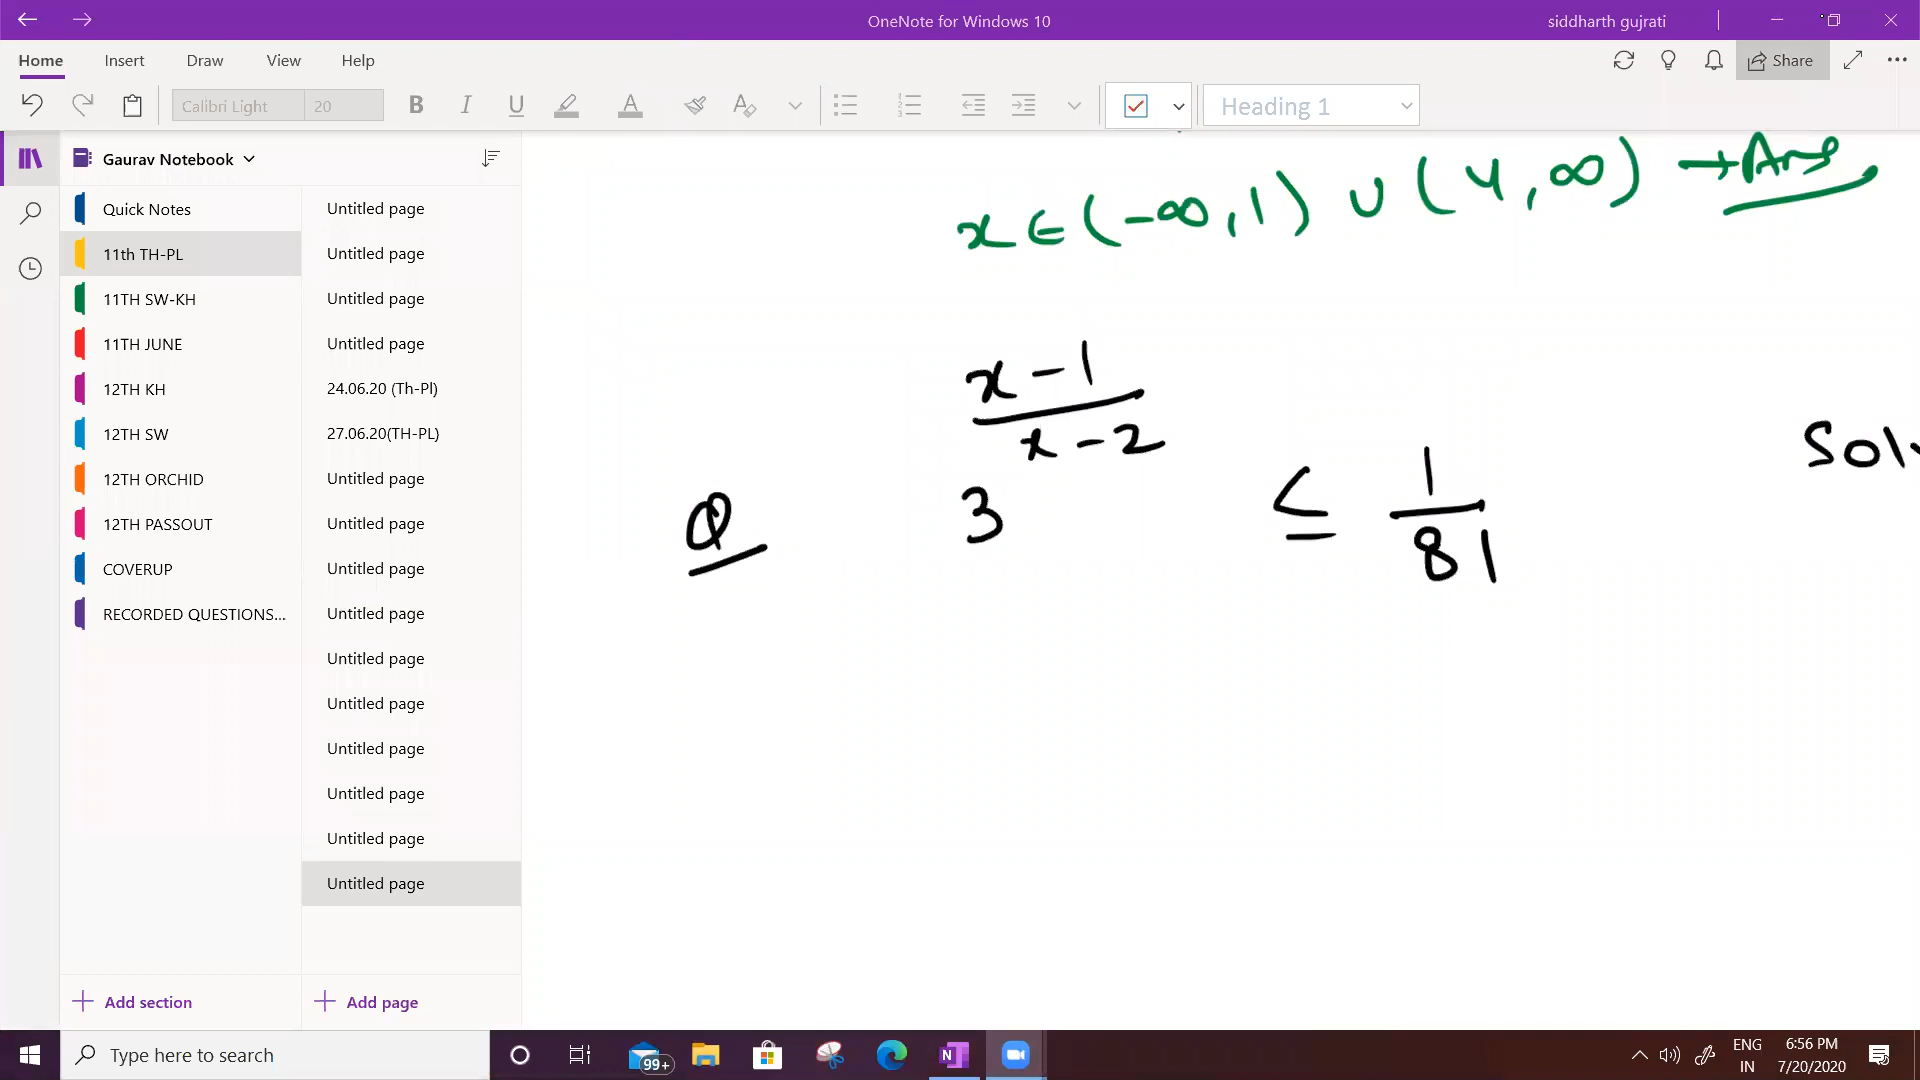 OneNote for Windows 10
siddharth gujrati
Home Insert Draw View Help
Share
Calibri Light 20 B I U A
Heading 1
Gaurav Notebook
Quick Notes
11th TH-PL
11TH SW-KH
11TH JUNE
12TH KH
12TH SW
12TH ORCHID
12TH PASSOUT
COVERUP
RECORDED QUESTIONS...
Add section
Untitled page
Untitled page
Untitled page
Untitled page
24.06.20 (Th-Pl)
27.06.20(TH-PL)
Untitled page
Untitled page
Untitled page
Untitled page
Untitled page
Untitled page
Untitled page
Untitled page
Untitled page
Untitled page
Add page
x ∈ (-∞, 1) ∪ (4, ∞) → Ans
Q 3^((x-1)/(x-2)) ≤ 1/81
Type here to search
99+
N
ENG
IN
6:56 PM
7/20/2020